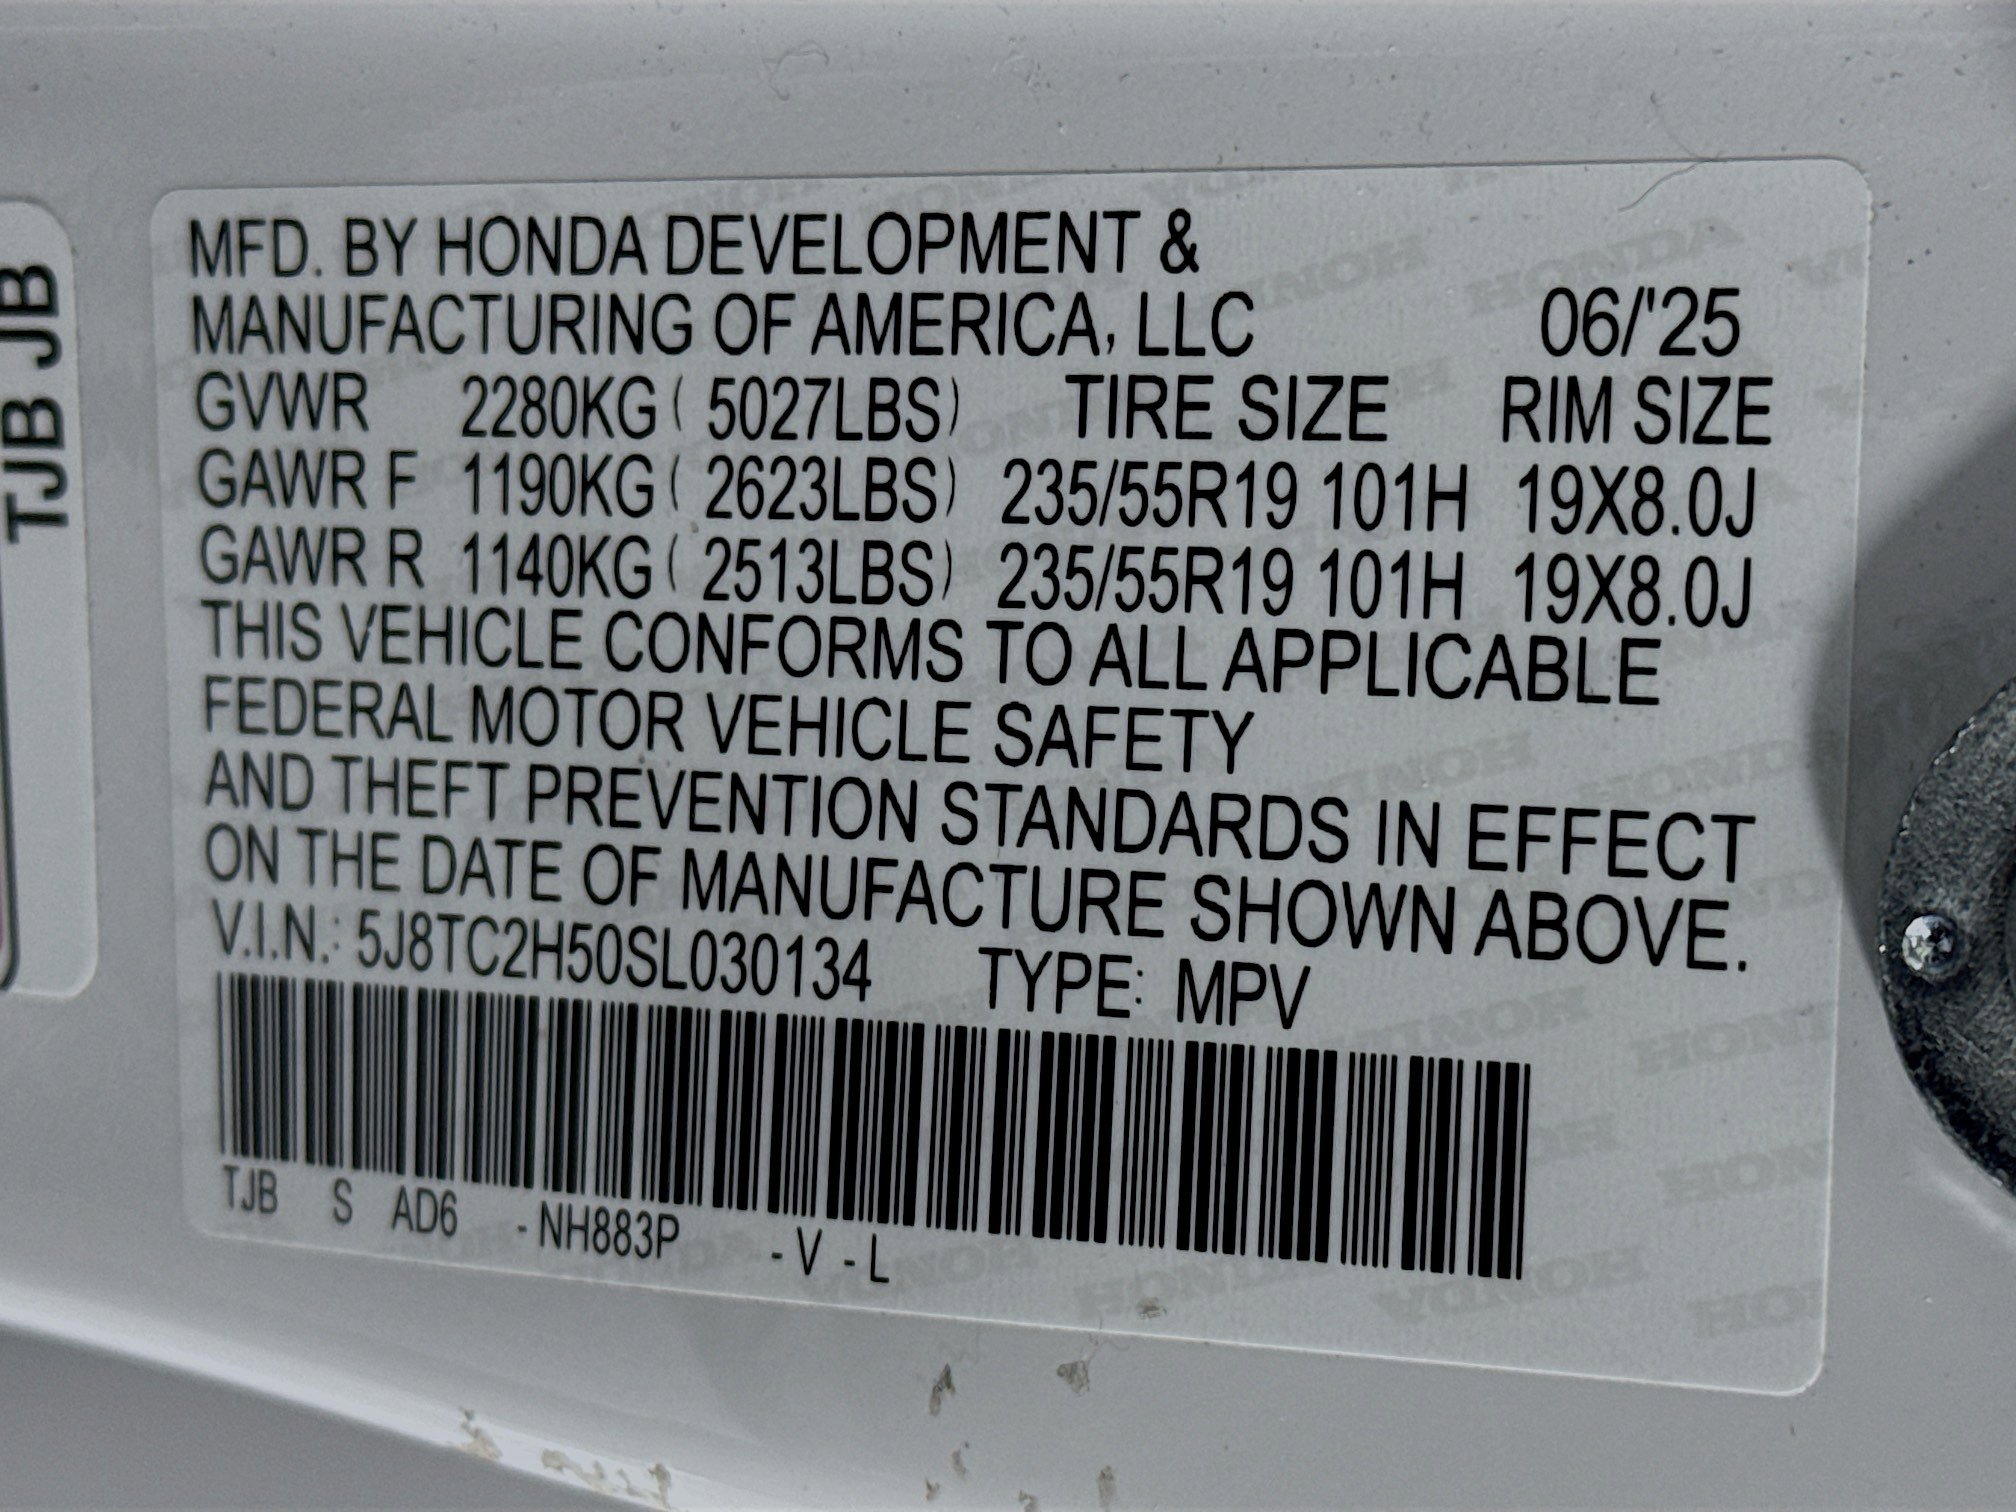 MFD. BY HONDA DEVELOPMENT &
MANUFACTURING OF AMERICA, LLC 06/'25
GVWR 2280KG ( 5027LBS) TIRE SIZE RIM SIZE
GAWR F 1190KG ( 2623LBS) 235/55R19 101H 19X8.0J
GAWR R 1140KG ( 2513LBS) 235/55R19 101H 19X8.0J
THIS VEHICLE CONFORMS TO ALL APPLICABLE
FEDERAL MOTOR VEHICLE SAFETY
AND THEFT PREVENTION STANDARDS IN EFFECT
ON THE DATE OF MANUFACTURE SHOWN ABOVE.
V.I.N.: 5J8TC2H50SL030134 TYPE: MPV
TJB S AD6 - NH883P - V - L
TJB JB